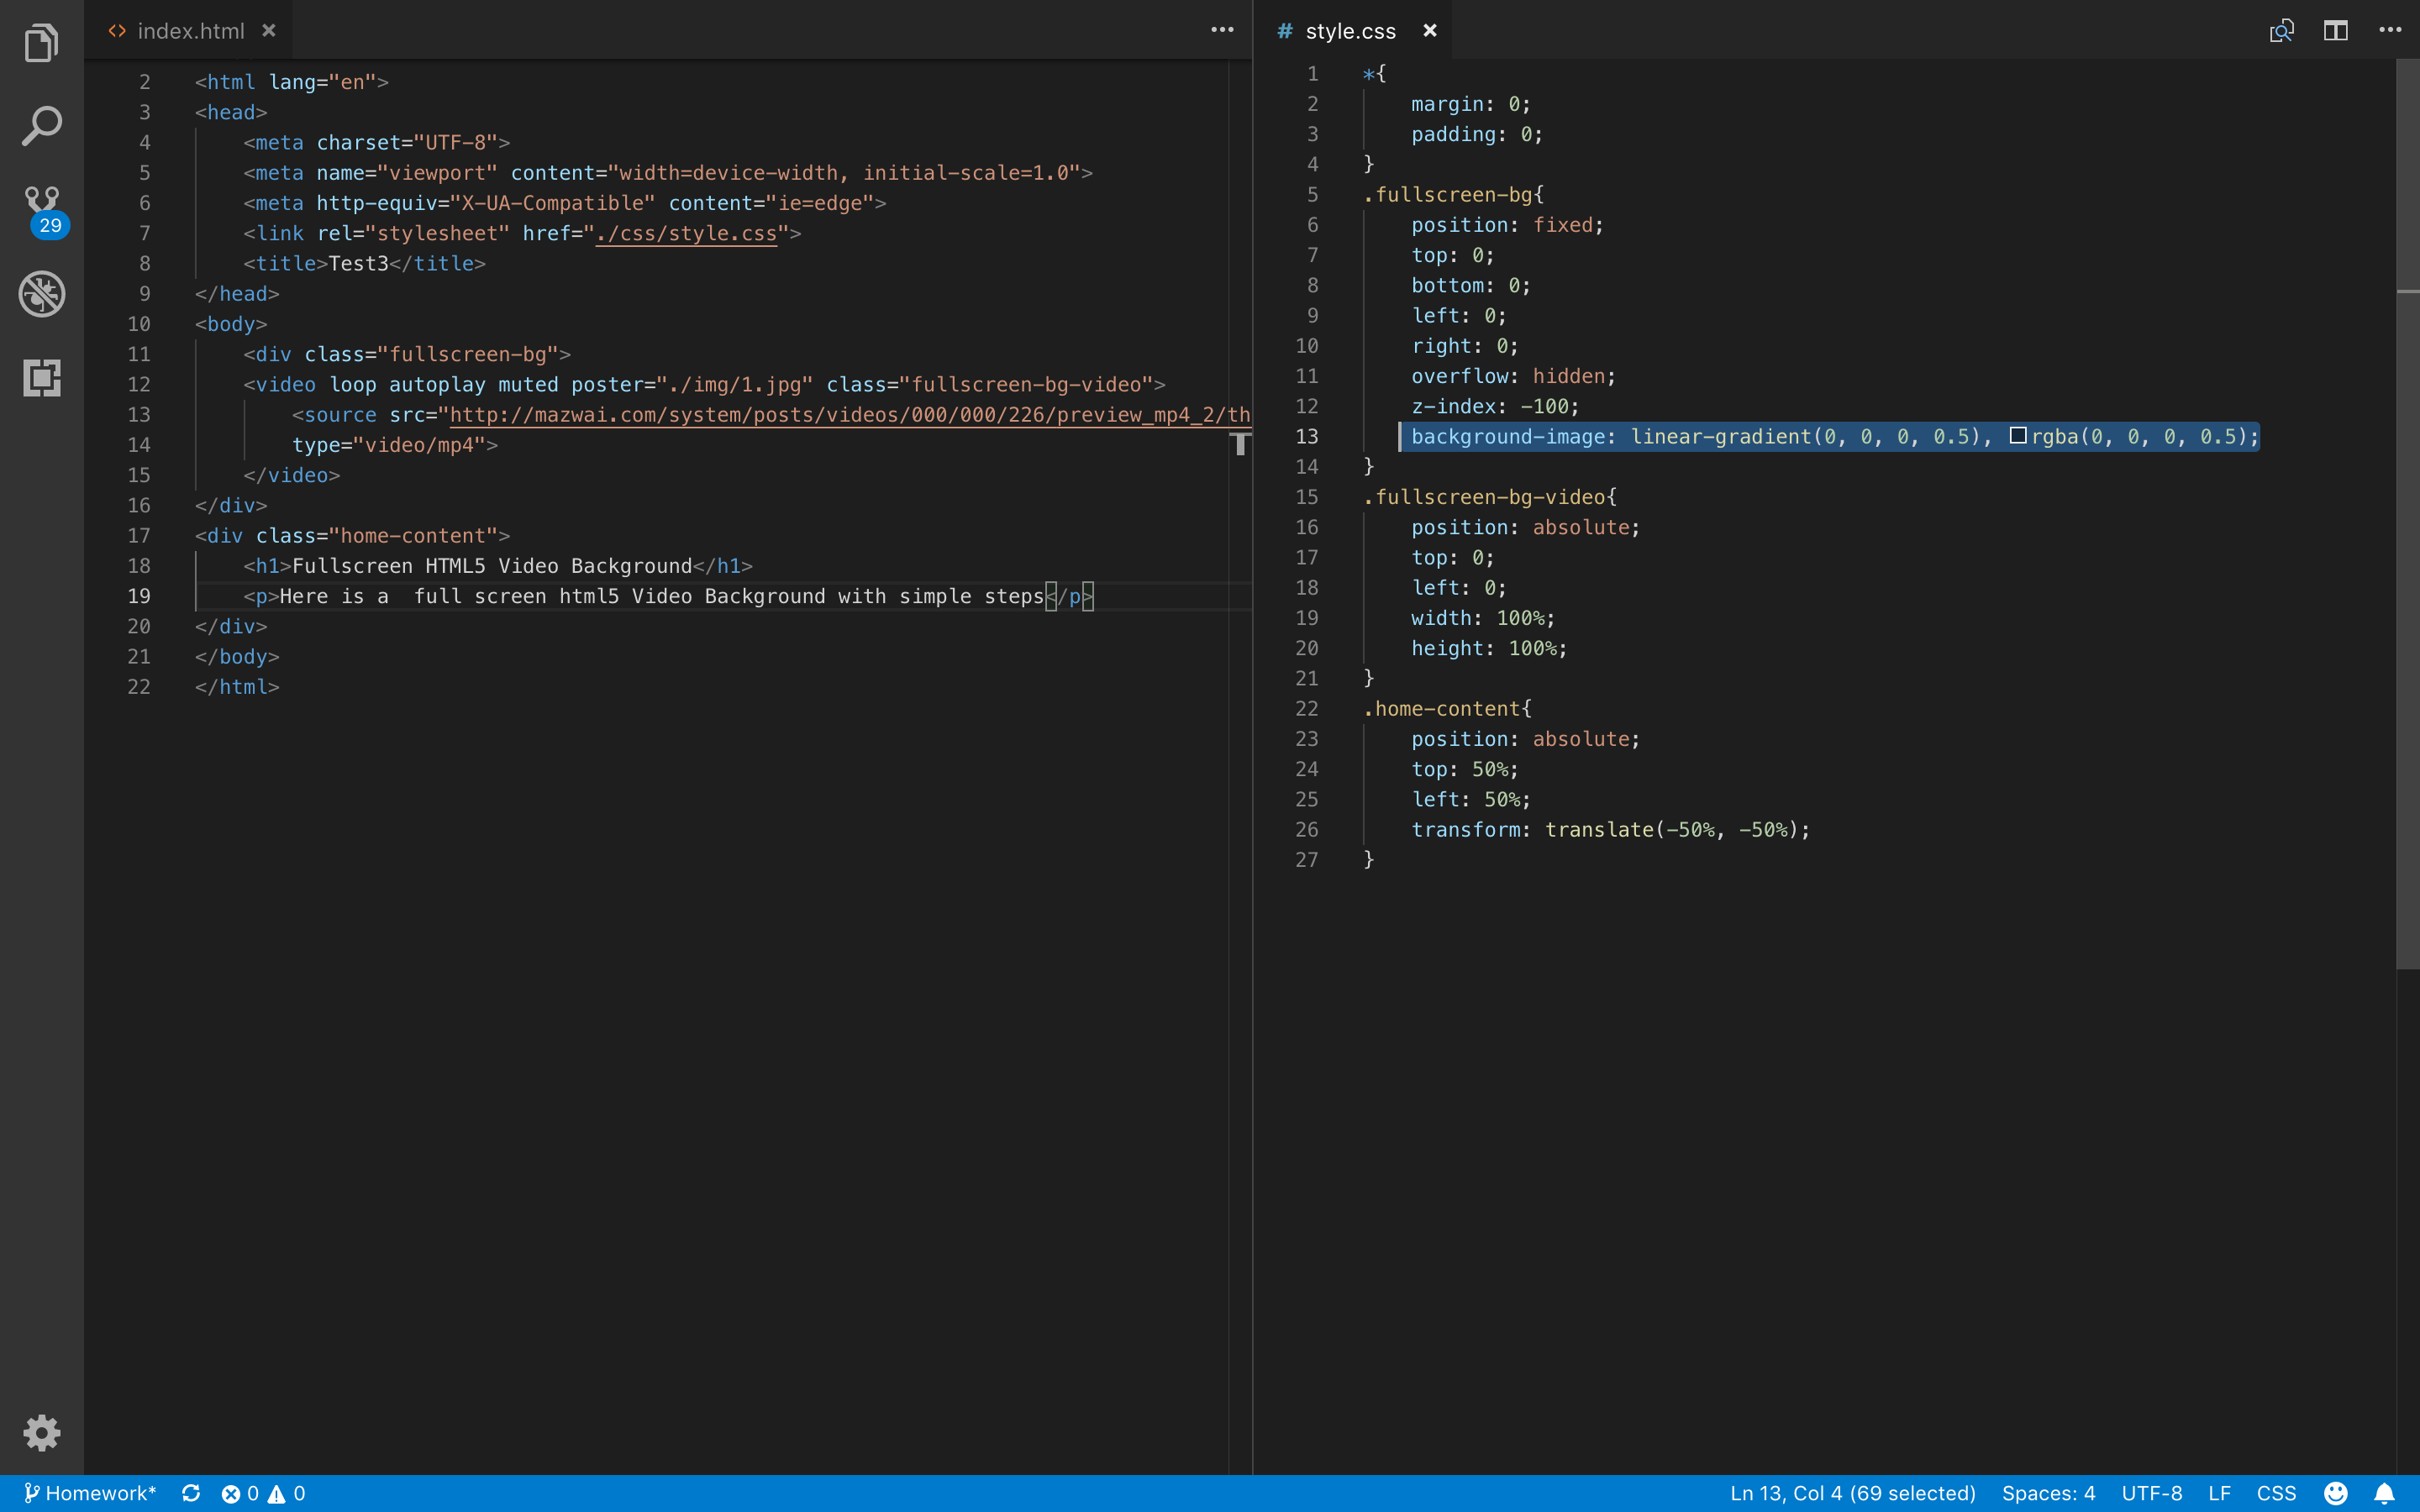 index.html
2 <html lang="en">
3 <head>
4 <meta charset="UTF-8">
5 <meta name="viewport" content="width=device-width, initial-scale=1.0">
6 <meta http-equiv="X-UA-Compatible" content="ie=edge">
7 <link rel="stylesheet" href="./css/style.css">
8 <title>Test3</title>
9 </head>
10 <body>
11 <div class="fullscreen-bg">
12 <video loop autoplay muted poster="./img/1.jpg" class="fullscreen-bg-video">
13 <source src="http://mazwai.com/system/posts/videos/000/000/226/preview_mp4_2/th
14 type="video/mp4">
15 </video>
16 </div>
17 <div class="home-content">
18 <h1>Fullscreen HTML5 Video Background</h1>
19 <p>Here is a  full screen html5 Video Background with simple steps</p>
20 </div>
21 </body>
22 </html>
# style.css
1 *{
2 margin: 0;
3 padding: 0;
4 }
5 .fullscreen-bg{
6 position: fixed;
7 top: 0;
8 bottom: 0;
9 left: 0;
10 right: 0;
11 overflow: hidden;
12 z-index: -100;
13 background-image: linear-gradient(0, 0, 0, 0.5), rgba(0, 0, 0, 0.5);
14 }
15 .fullscreen-bg-video{
16 position: absolute;
17 top: 0;
18 left: 0;
19 width: 100%;
20 height: 100%;
21 }
22 .home-content{
23 position: absolute;
24 top: 50%;
25 left: 50%;
26 transform: translate(-50%, -50%);
27 }
29
Homework* 0 0 Ln 13, Col 4 (69 selected) Spaces: 4 UTF-8 LF CSS